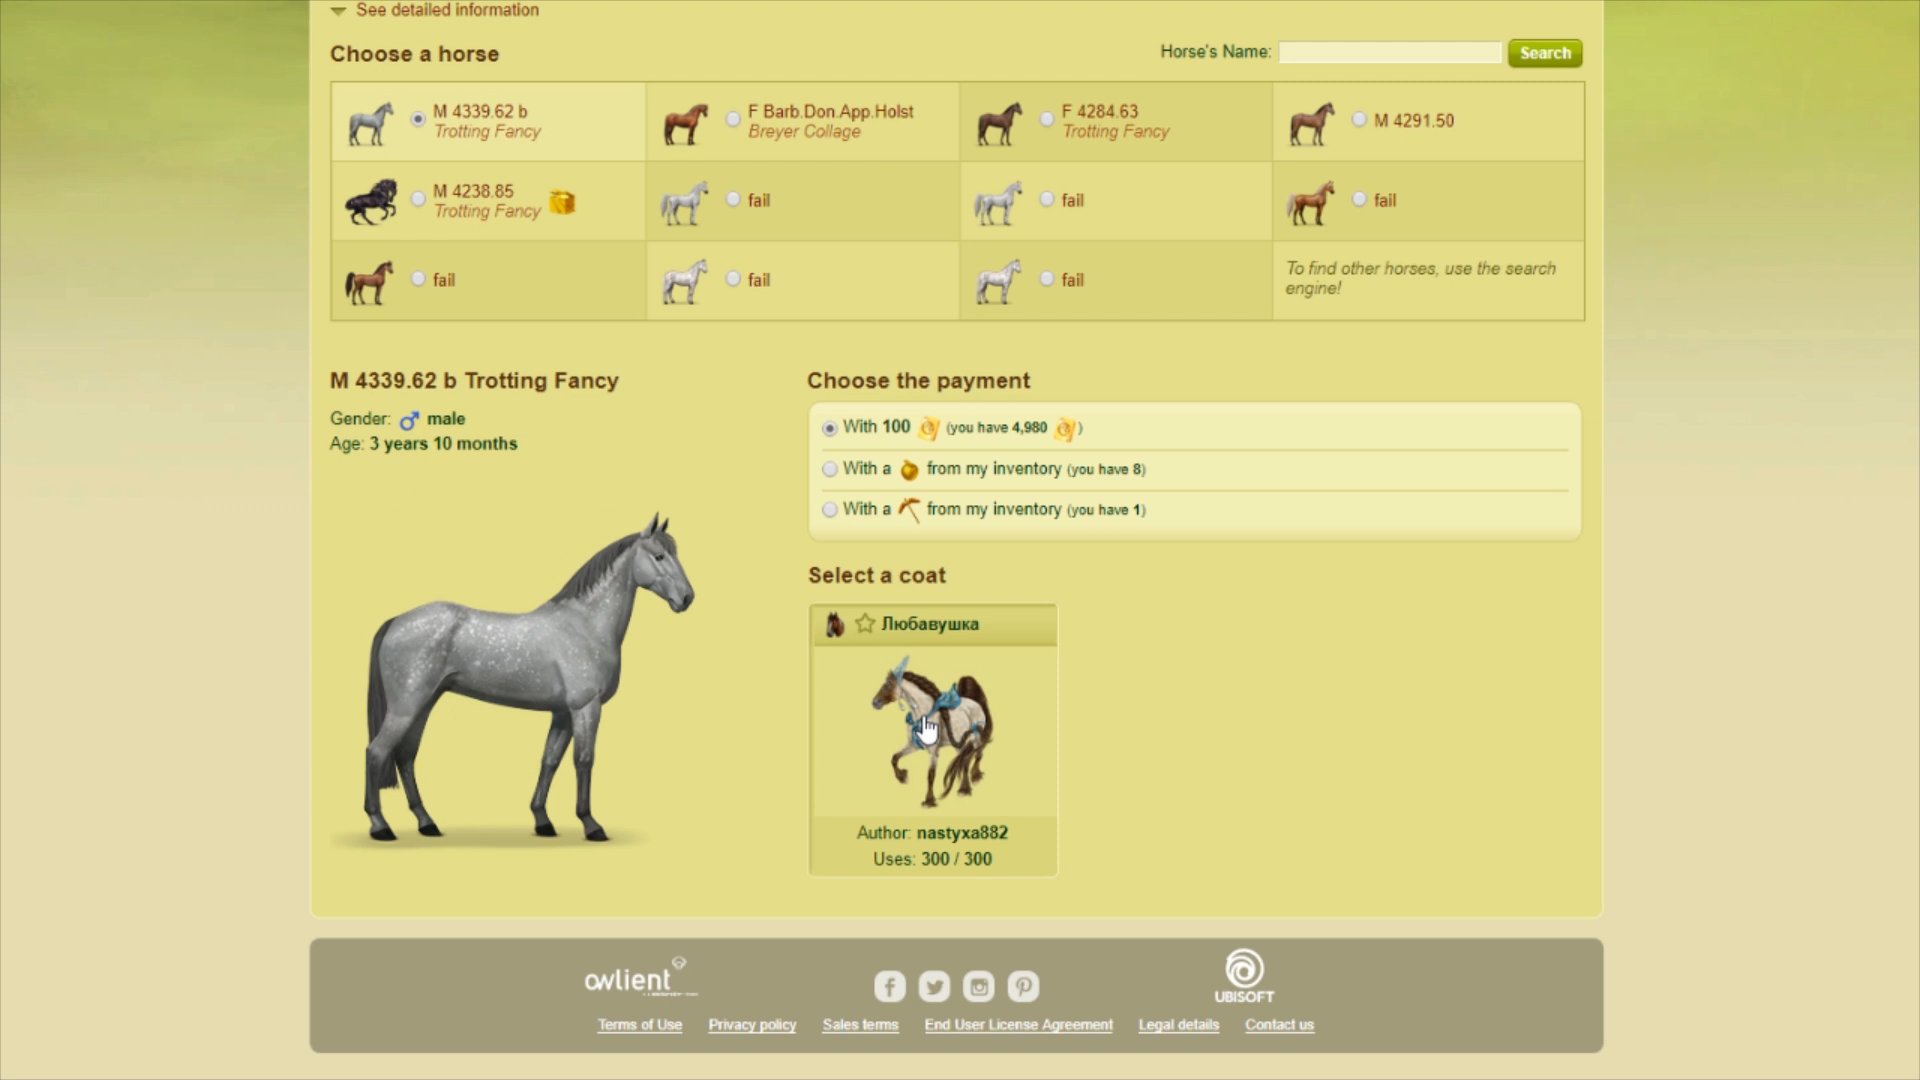 See detailed information
Choose a horse
Horse's Name:
Search
M 4339.62 b
Trotting Fancy
F Barb.Don.App.Holst
Breyer Collage
F 4284.63
Trotting Fancy
M 4291.50
M 4238.85
Trotting Fancy
fail
fail
fail
fail
fail
fail
To find other horses, use the search
engine!
M 4339.62 b Trotting Fancy
Gender: ♂ male
Age: 3 years 10 months
Choose the payment
With 100 (you have 4,980 )
With a from my inventory (you have 8)
With a from my inventory (you have 1)
Select a coat
Любавушка
Author: nastyxa882
Uses: 300 / 300
owlient
UBISOFT
Terms of Use
Privacy policy
Sales terms
End User License Agreement
Legal details
Contact us